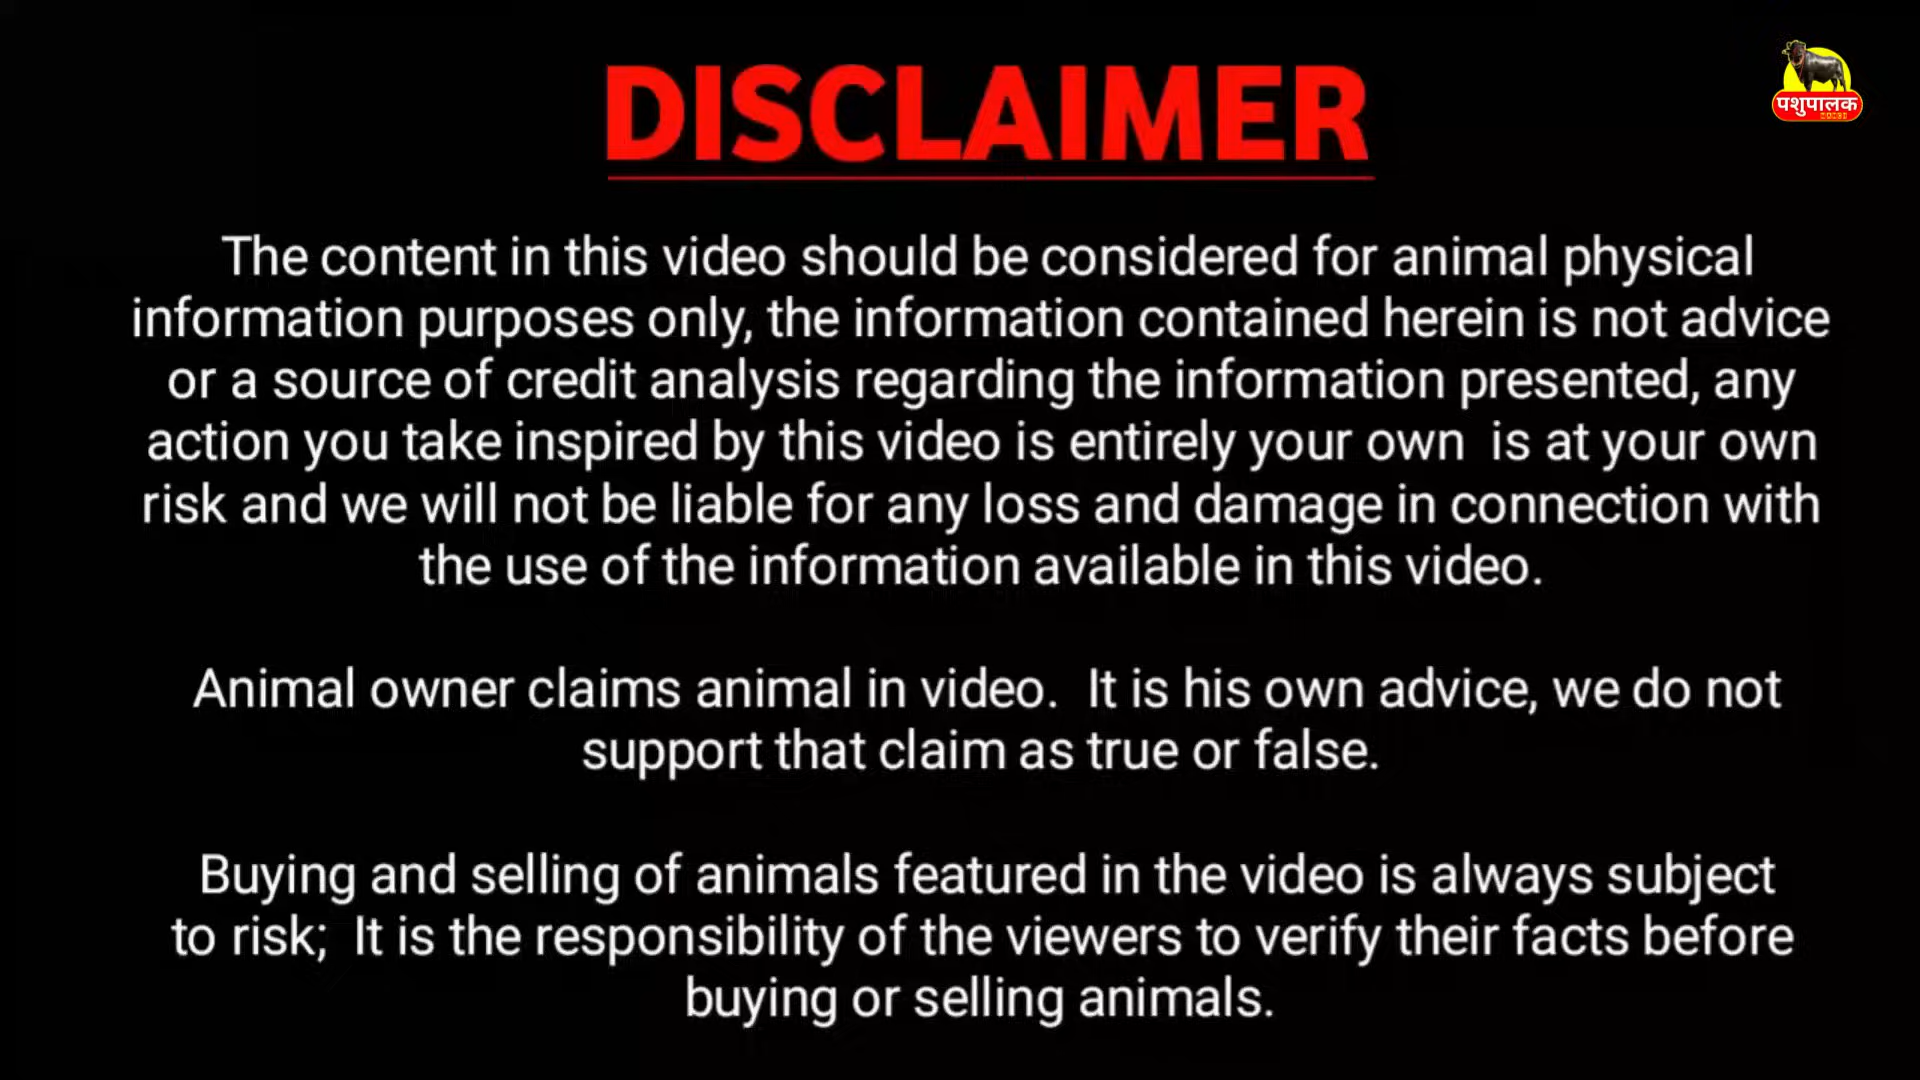 DISCLAIMER
पशुपालक
The content in this video should be considered for animal physical
information purposes only, the information contained herein is not advice
or a source of credit analysis regarding the information presented, any
action you take inspired by this video is entirely your own  is at your own
risk and we will not be liable for any loss and damage in connection with
the use of the information available in this video.
Animal owner claims animal in video.  It is his own advice, we do not
support that claim as true or false.
Buying and selling of animals featured in the video is always subject
to risk;  It is the responsibility of the viewers to verify their facts before
buying or selling animals.